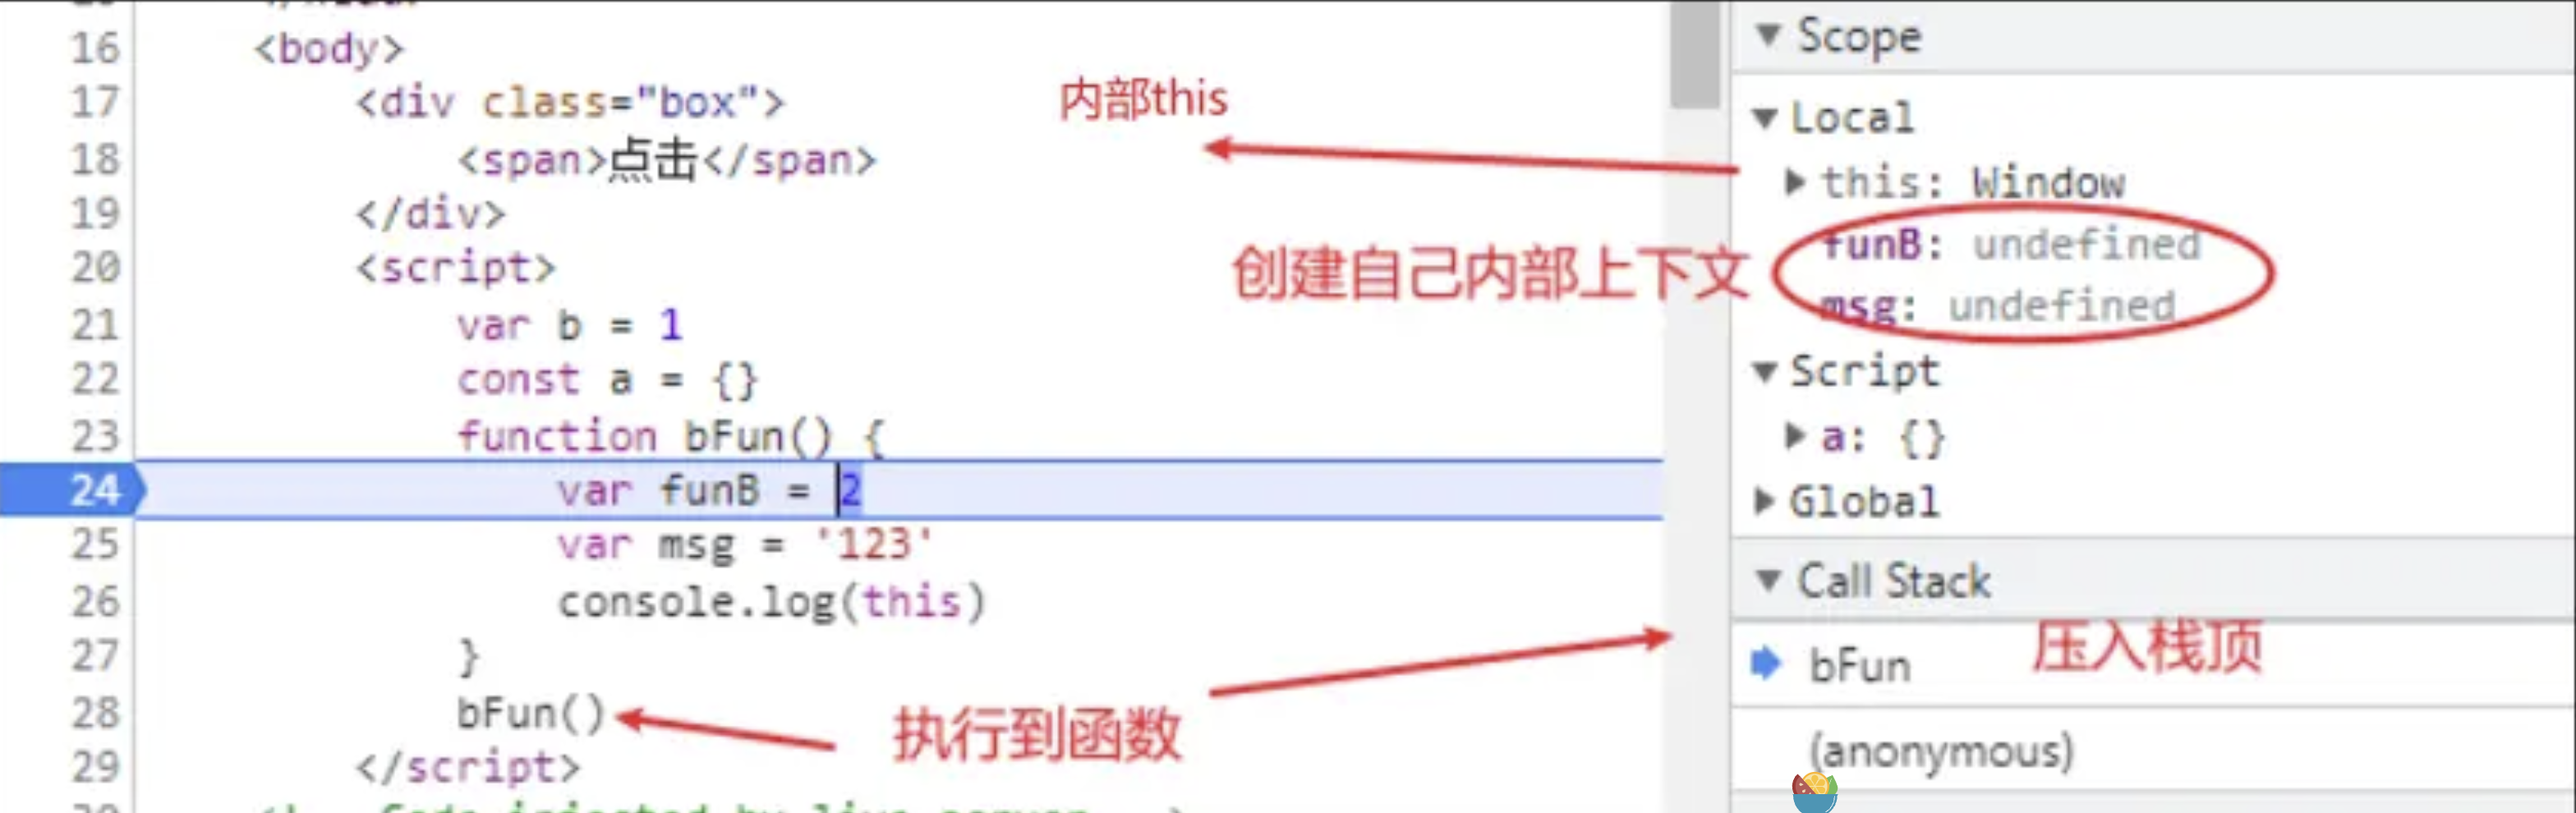 16 <body>
17 <div class="box">
18 <span>点击</span>
19 </div>
20 <script>
21 var b = 1
22 const a = {}
23 function bFun() {
24 var funB = 2
25 var msg = '123'
26 console.log(this)
27 }
28 bFun()
29 </script>
内部this
创建自己内部上下文
执行到函数
Scope
Local
this: Window
funB: undefined
msg: undefined
Script
a: {}
Global
Call Stack
bFun
压入栈顶
(anonymous)